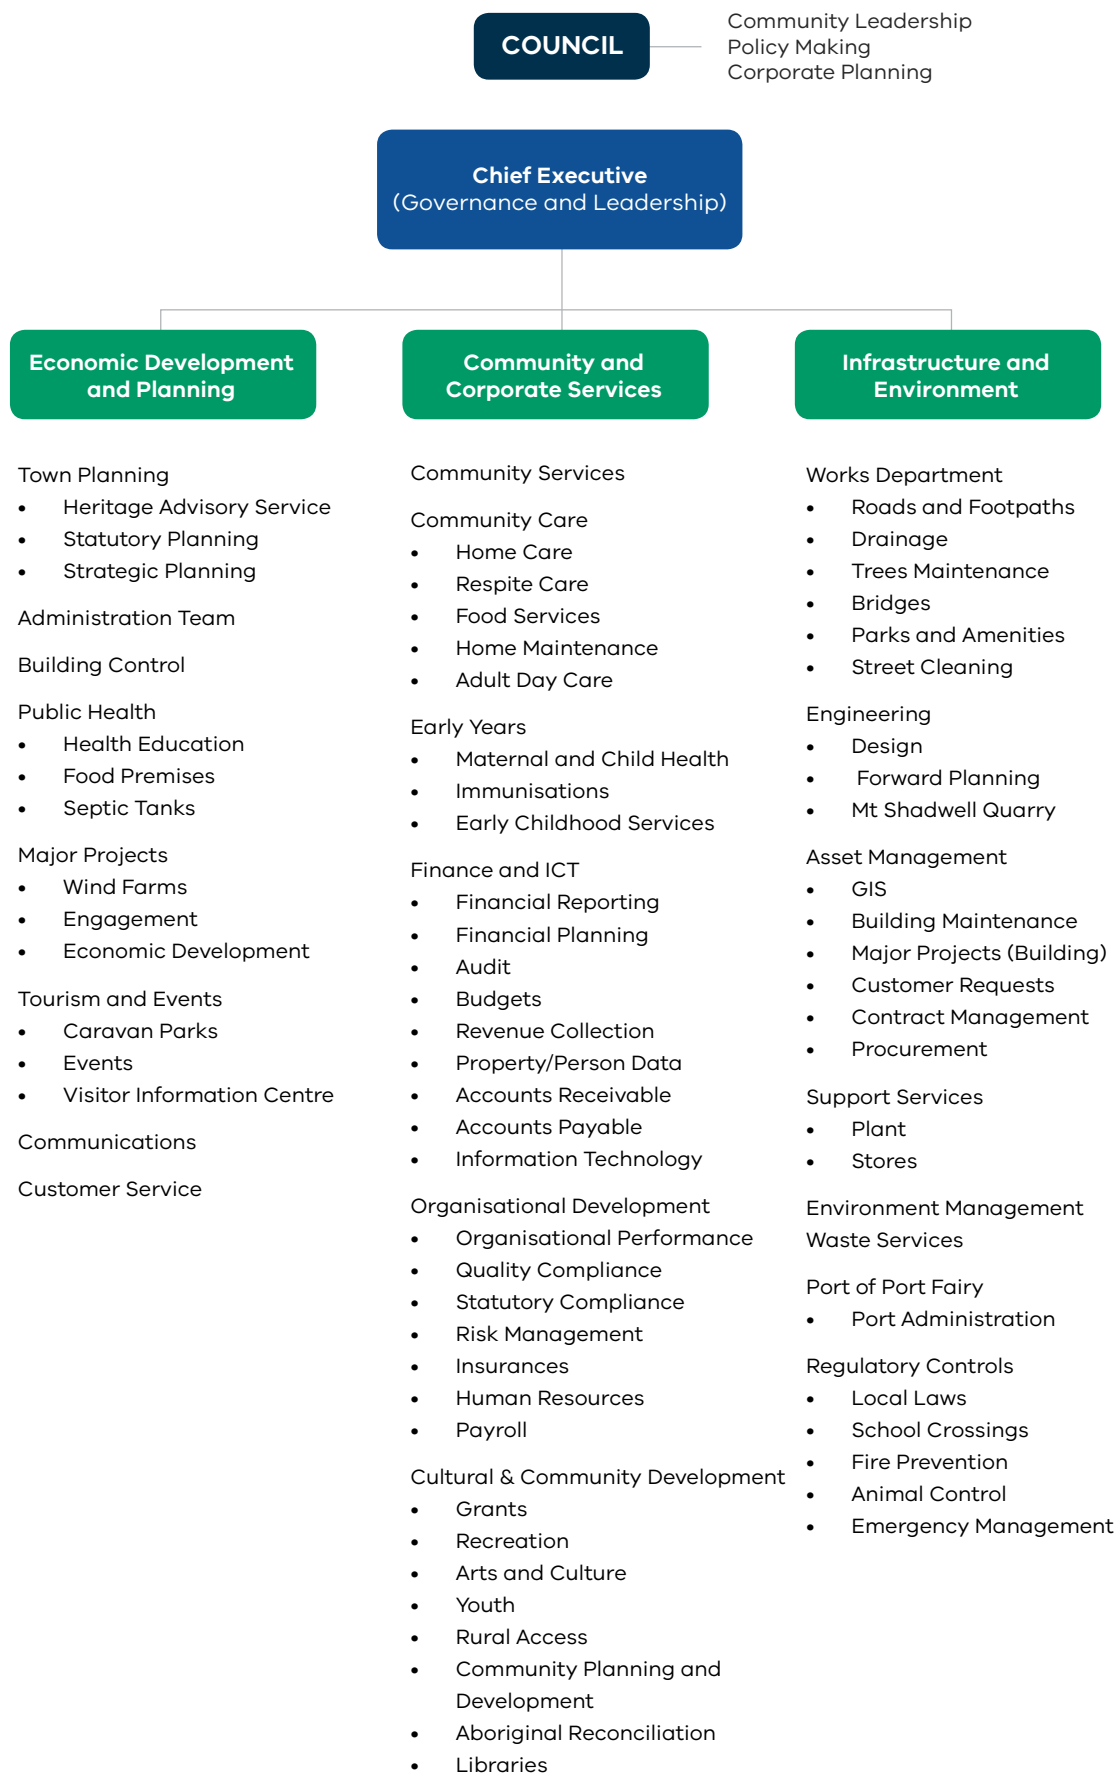 COUNCIL
Community Leadership
Policy Making
Corporate Planning
Chief Executive
(Governance and Leadership)
Economic Development
and Planning
Town Planning
• Heritage Advisory Service
• Statutory Planning
• Strategic Planning
Administration Team
Building Control
Public Health
• Health Education
• Food Premises
• Septic Tanks
Major Projects
• Wind Farms
• Engagement
• Economic Development
Tourism and Events
• Caravan Parks
• Events
• Visitor Information Centre
Communications
Customer Service
Community and
Corporate Services
Community Services
Community Care
• Home Care
• Respite Care
• Food Services
• Home Maintenance
• Adult Day Care
Early Years
• Maternal and Child Health
• Immunisations
• Early Childhood Services
Finance and ICT
• Financial Reporting
• Financial Planning
• Audit
• Budgets
• Revenue Collection
• Property/Person Data
• Accounts Receivable
• Accounts Payable
• Information Technology
Organisational Development
• Organisational Performance
• Quality Compliance
• Statutory Compliance
• Risk Management
• Insurances
• Human Resources
• Payroll
Cultural & Community Development
• Grants
• Recreation
• Arts and Culture
• Youth
• Rural Access
• Community Planning and
Development
• Aboriginal Reconciliation
• Libraries
Infrastructure and
Environment
Works Department
• Roads and Footpaths
• Drainage
• Trees Maintenance
• Bridges
• Parks and Amenities
• Street Cleaning
Engineering
• Design
• Forward Planning
• Mt Shadwell Quarry
Asset Management
• GIS
• Building Maintenance
• Major Projects (Building)
• Customer Requests
• Contract Management
• Procurement
Support Services
• Plant
• Stores
Environment Management
Waste Services
Port of Port Fairy
• Port Administration
Regulatory Controls
• Local Laws
• School Crossings
• Fire Prevention
• Animal Control
• Emergency Management